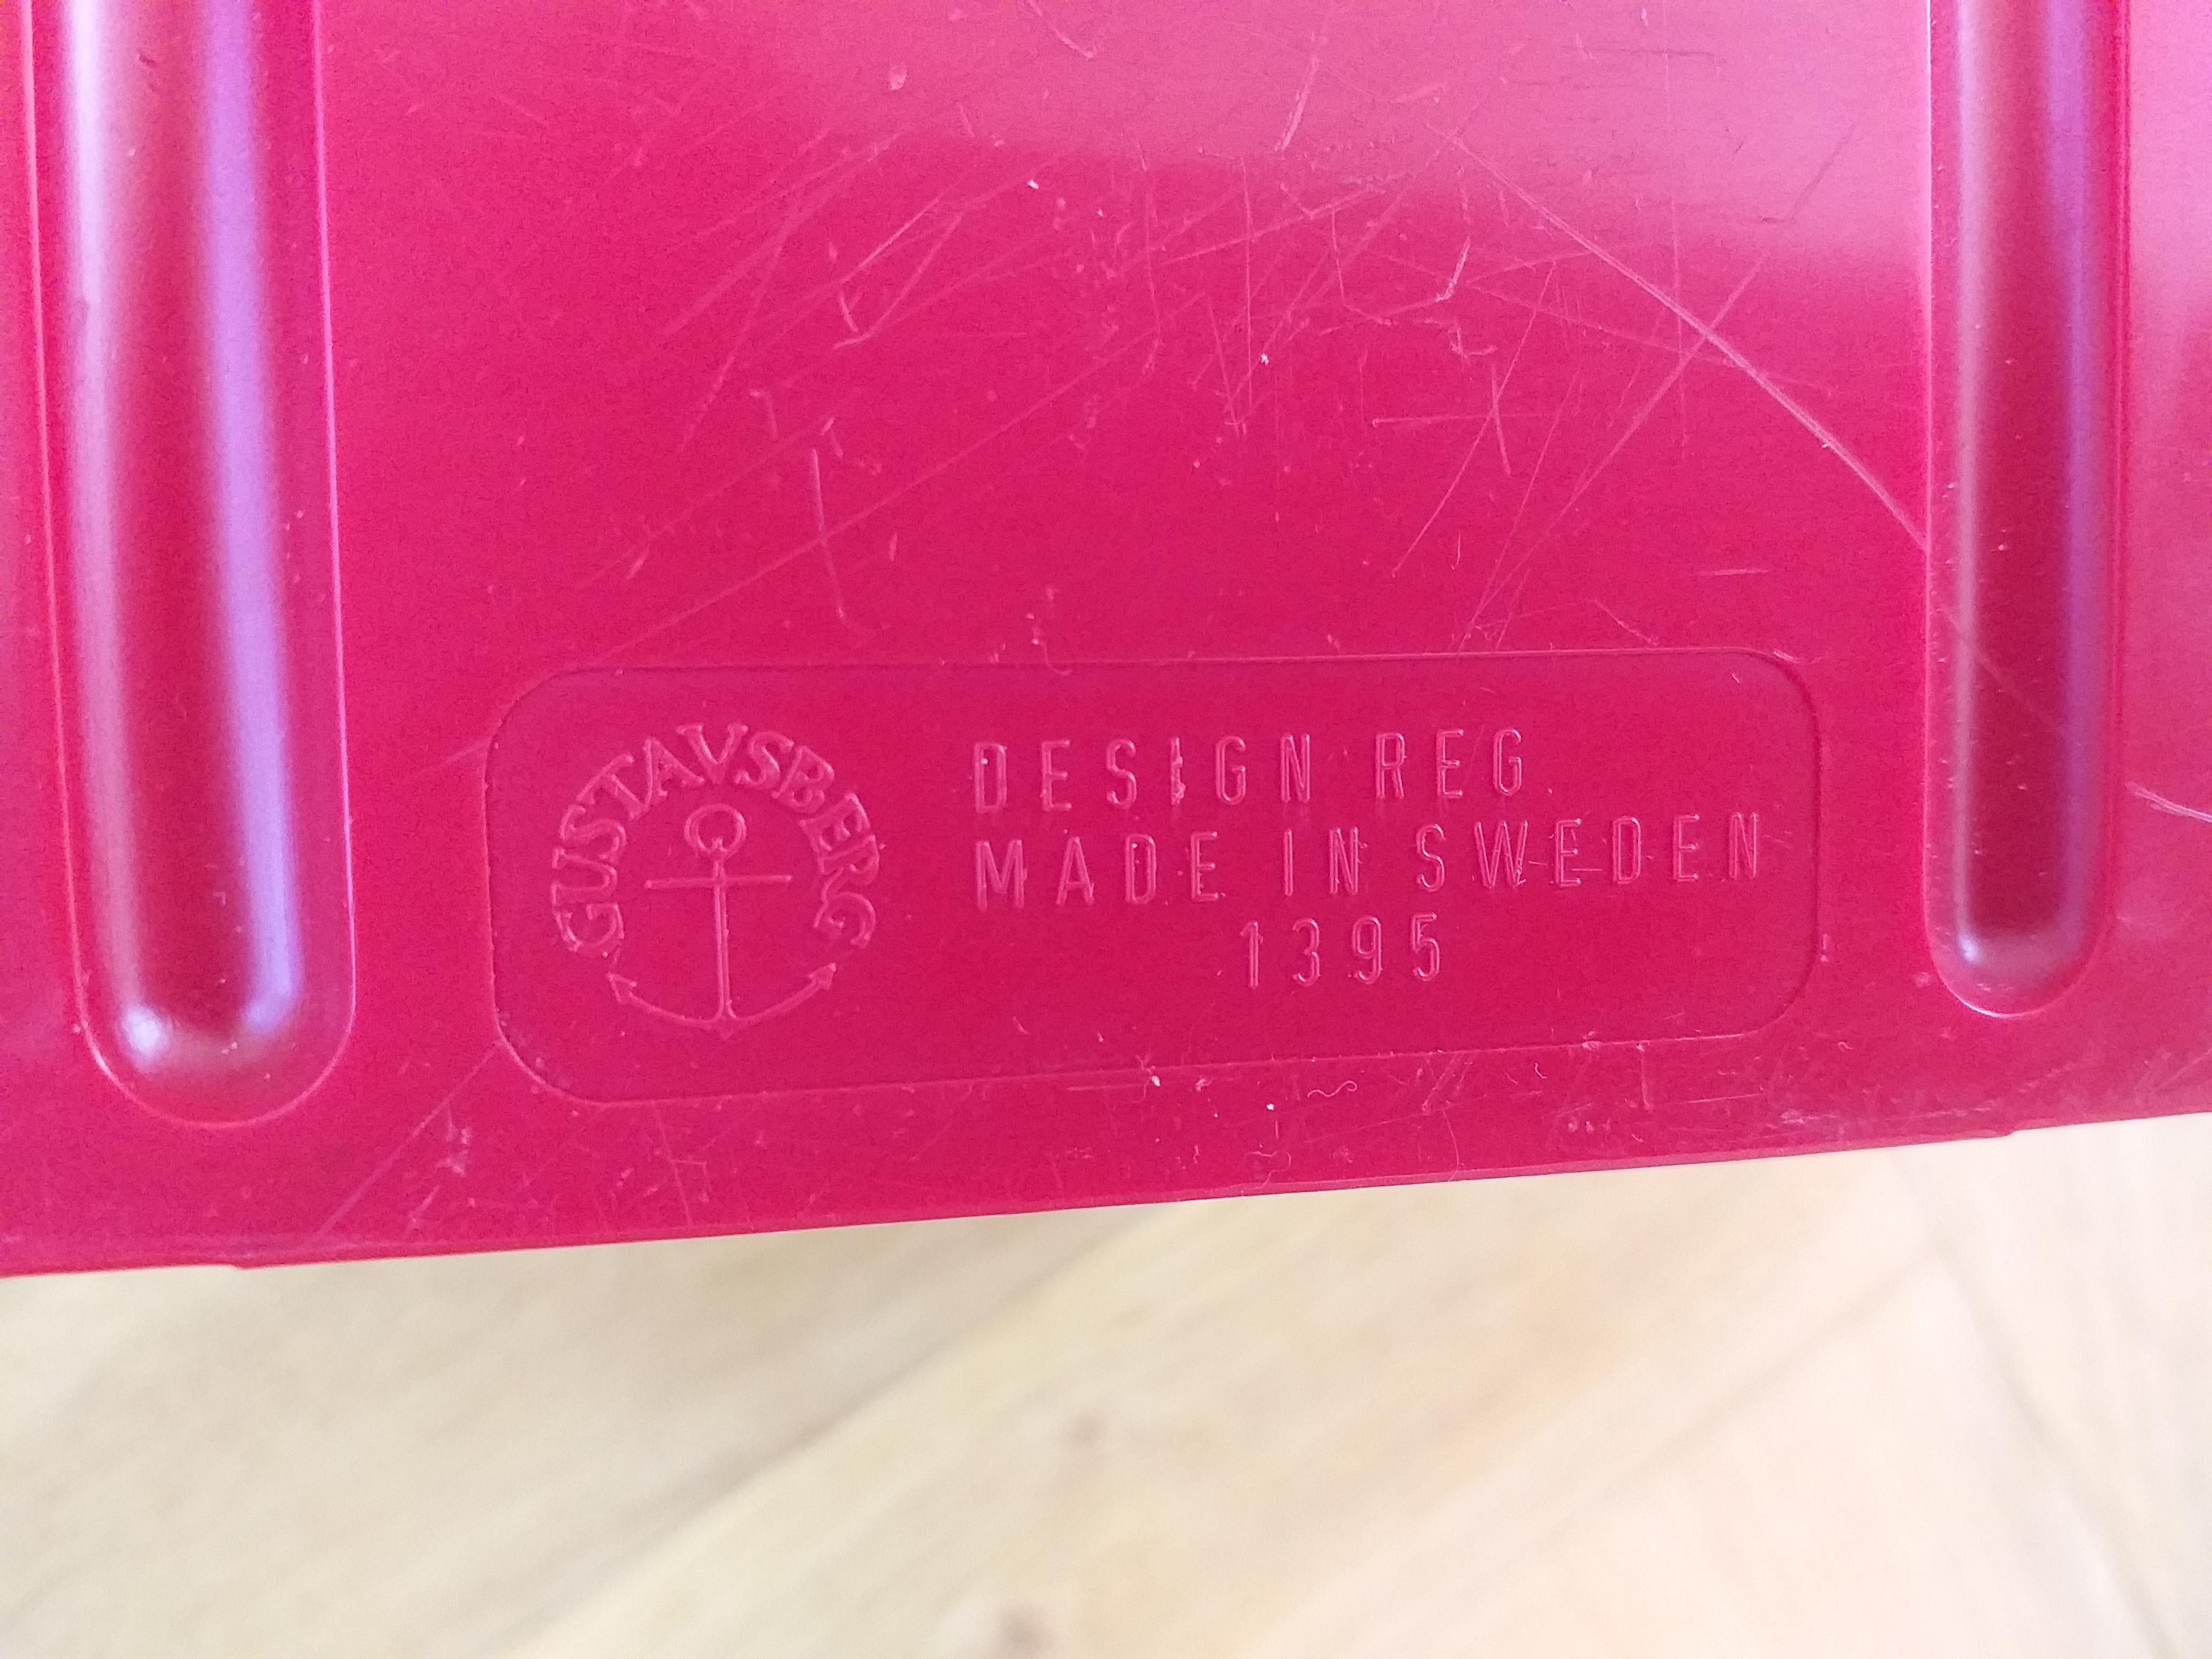 GUSTAVSBERG
DESIGN REG.
MADE IN SWEDEN
1395